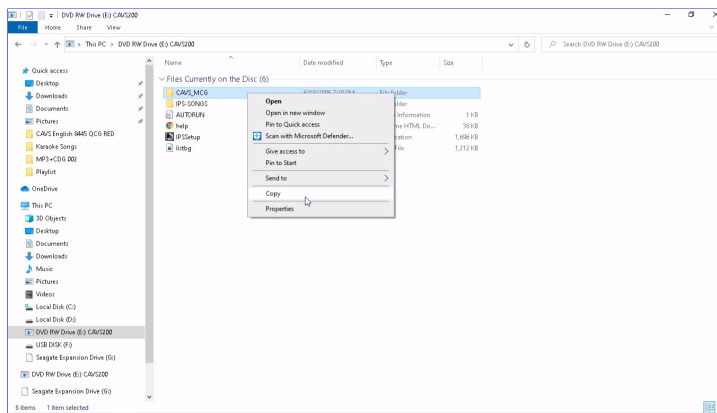 DVD RW Drive (E:) CAVS200
File Home Share View
This PC > DVD RW Drive (E:) CAVS200
Search DVD RW Drive (E:) CAVS200
Name Date modified Type Size
Quick access
Desktop
Downloads
Documents
Pictures
CAVS English 6445 QCG RED
Karaoke Songs
MP3+CDG 002
Playlist
OneDrive
This PC
3D Objects
Desktop
Documents
Downloads
Music
Pictures
Videos
Local Disk (C:)
Local Disk (D:)
DVD RW Drive (E:) CAVS200
USB DISK (F:)
Seagate Expansion Drive (G:)
DVD RW Drive (E:) CAVS200
Seagate Expansion Drive (G:)
Files Currently on the Disc (6)
CAVS_MCG File folder
IPS-SONGS
AUTORUN Information 1 KB
help HTML Do... 38 KB
IPSSetup 1,696 KB
listbg File 1,212 KB
Open
Open in new window
Pin to Quick access
Scan with Microsoft Defender...
Give access to
Pin to Start
Send to
Copy
Properties
6 items 1 item selected